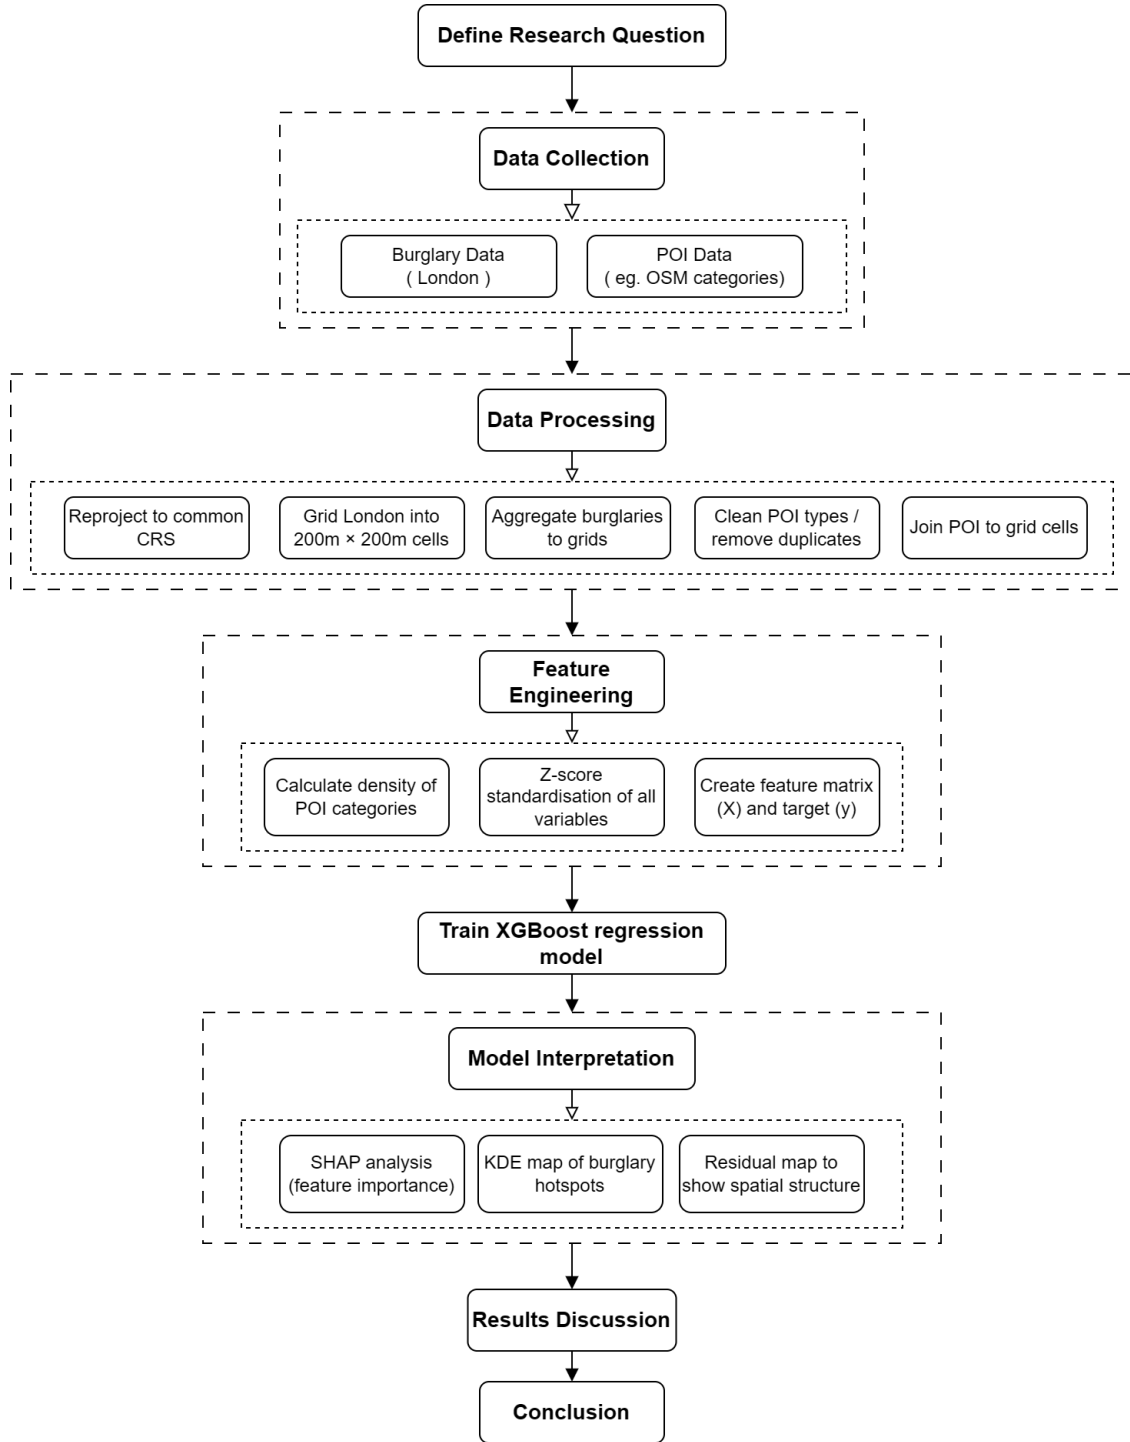 Define Research Question
Data Collection
Burglary Data
( London )
POI Data
( eg. OSM categories)
Data Processing
Reproject to common
CRS
Grid London into
200m × 200m cells
Aggregate burglaries
to grids
Clean POI types /
remove duplicates
Join POI to grid cells
Feature
Engineering
Calculate density of
POI categories
Z-score
standardisation of all
variables
Create feature matrix
(X) and target (y)
Train XGBoost regression
model
Model Interpretation
SHAP analysis
(feature importance)
KDE map of burglary
hotspots
Residual map to
show spatial structure
Results Discussion
Conclusion